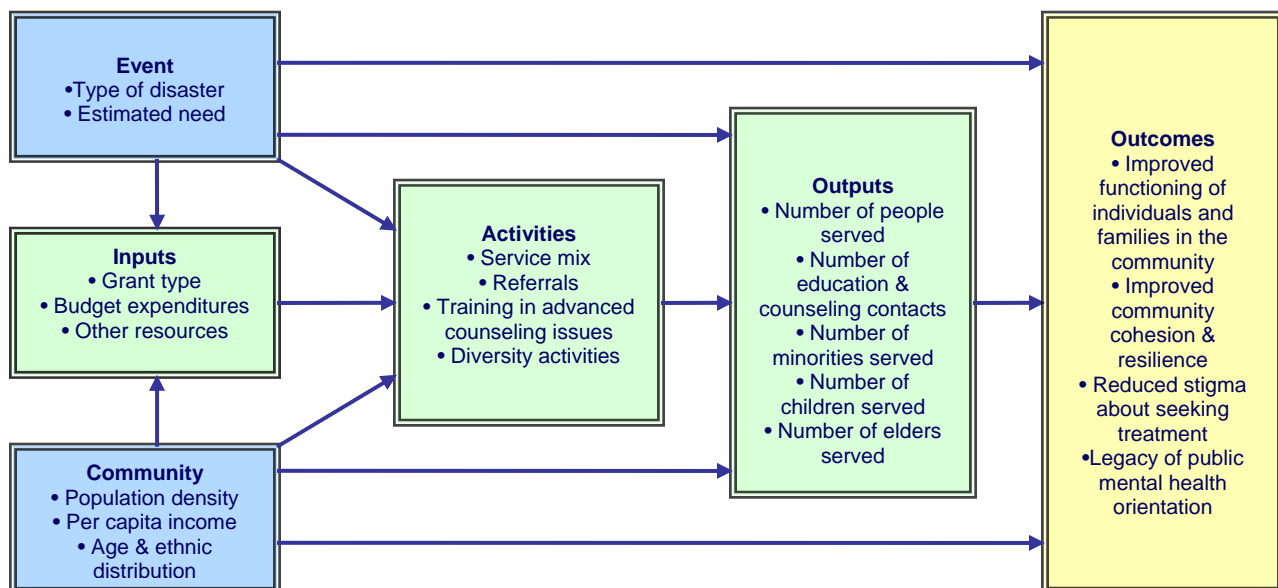 Event
•Type of disaster
• Estimated need
Inputs
• Grant type
• Budget expenditures
• Other resources
Community
• Population density
• Per capita income
• Age & ethnic
distribution
Activities
• Service mix
• Referrals
• Training in advanced
counseling issues
• Diversity activities
Outputs
• Number of people
served
• Number of
education &
counseling contacts
• Number of
minorities served
• Number of
children served
• Number of elders
served
Outcomes
• Improved
functioning of
individuals and
families in the
community
• Improved
community
cohesion &
resilience
• Reduced stigma
about seeking
treatment
•Legacy of public
mental health
orientation